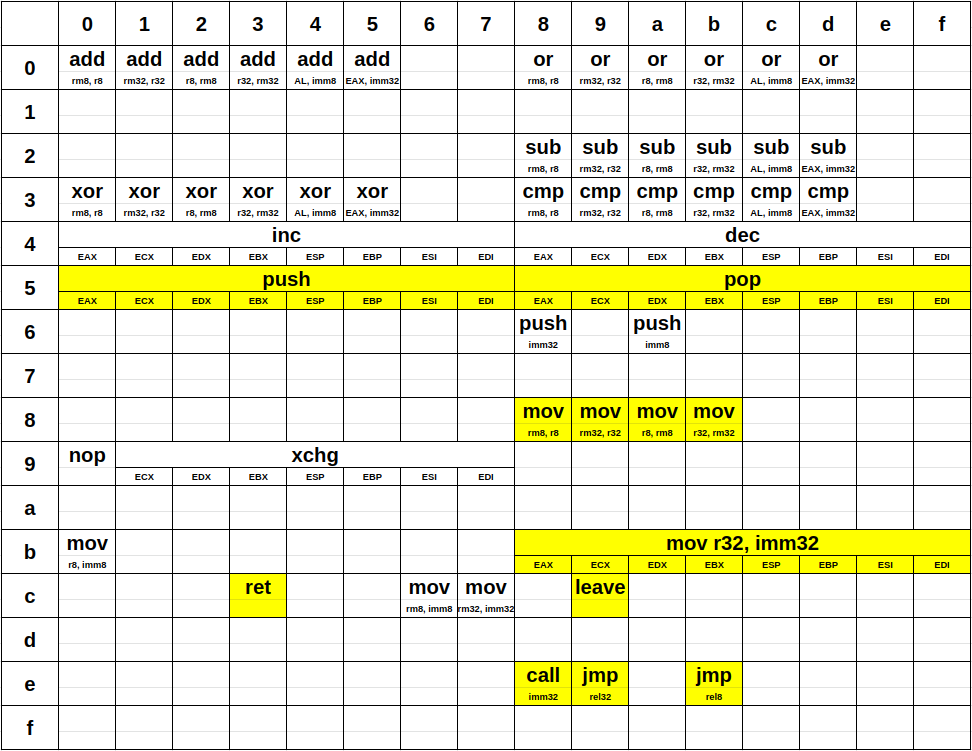 0 1 2 3 4 5 6 7 8 9 a b c d e f
0 add add add add add add or or or or or or
rm8, r8 rm32, r32 r8, rm8 r32, rm32 AL, imm8 EAX, imm32 rm8, r8 rm32, r32 r8, rm8 r32, rm32 AL, imm8 EAX, imm32
1
2 sub sub sub sub sub sub
rm8, r8 rm32, r32 r8, rm8 r32, rm32 AL, imm8 EAX, imm32
3 xor xor xor xor xor xor cmp cmp cmp cmp cmp cmp
rm8, r8 rm32, r32 r8, rm8 r32, rm32 AL, imm8 EAX, imm32 rm8, r8 rm32, r32 r8, rm8 r32, rm32 AL, imm8 EAX, imm32
4 inc dec
EAX ECX EDX EBX ESP EBP ESI EDI EAX ECX EDX EBX ESP EBP ESI EDI
5 push pop
EAX ECX EDX EBX ESP EBP ESI EDI EAX ECX EDX EBX ESP EBP ESI EDI
6 push push
imm32 imm8
7
8 mov mov mov mov
rm8, r8 rm32, r32 r8, rm8 r32, rm32
9 nop xchg
ECX EDX EBX ESP EBP ESI EDI
a
b mov mov r32, imm32
r8, imm8 EAX ECX EDX EBX ESP EBP ESI EDI
c ret mov mov leave
rm8, imm8 rm32, imm32
d
e call jmp jmp
imm32 rel32 rel8
f